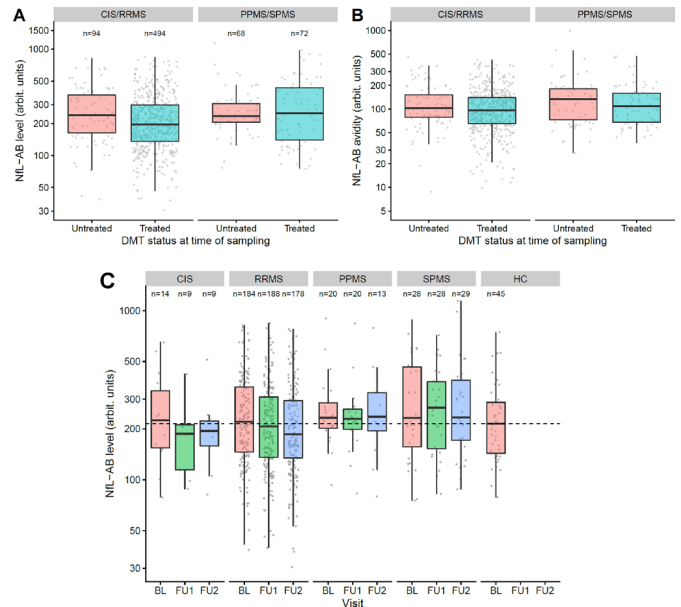 A
CIS/RRMS PPMS/SPMS
n=94 n=494 n=68 n=72
1500
1000
500
300
200
100
50
30
NfL−AB level (arbit. units)
Untreated Treated Untreated Treated
DMT status at time of sampling
B
CIS/RRMS PPMS/SPMS
1000
500
300
200
100
50
30
20
10
5
NfL−AB avidity (arbit. units)
Untreated Treated Untreated Treated
DMT status at time of sampling
C
CIS RRMS PPMS SPMS HC
n=14 n=9 n=9 n=184 n=188 n=178 n=20 n=20 n=13 n=28 n=28 n=29 n=45
1000
500
300
200
100
50
30
NfL−AB level (arbit. units)
BL FU1 FU2 BL FU1 FU2 BL FU1 FU2 BL FU1 FU2 BL FU1 FU2
Visit